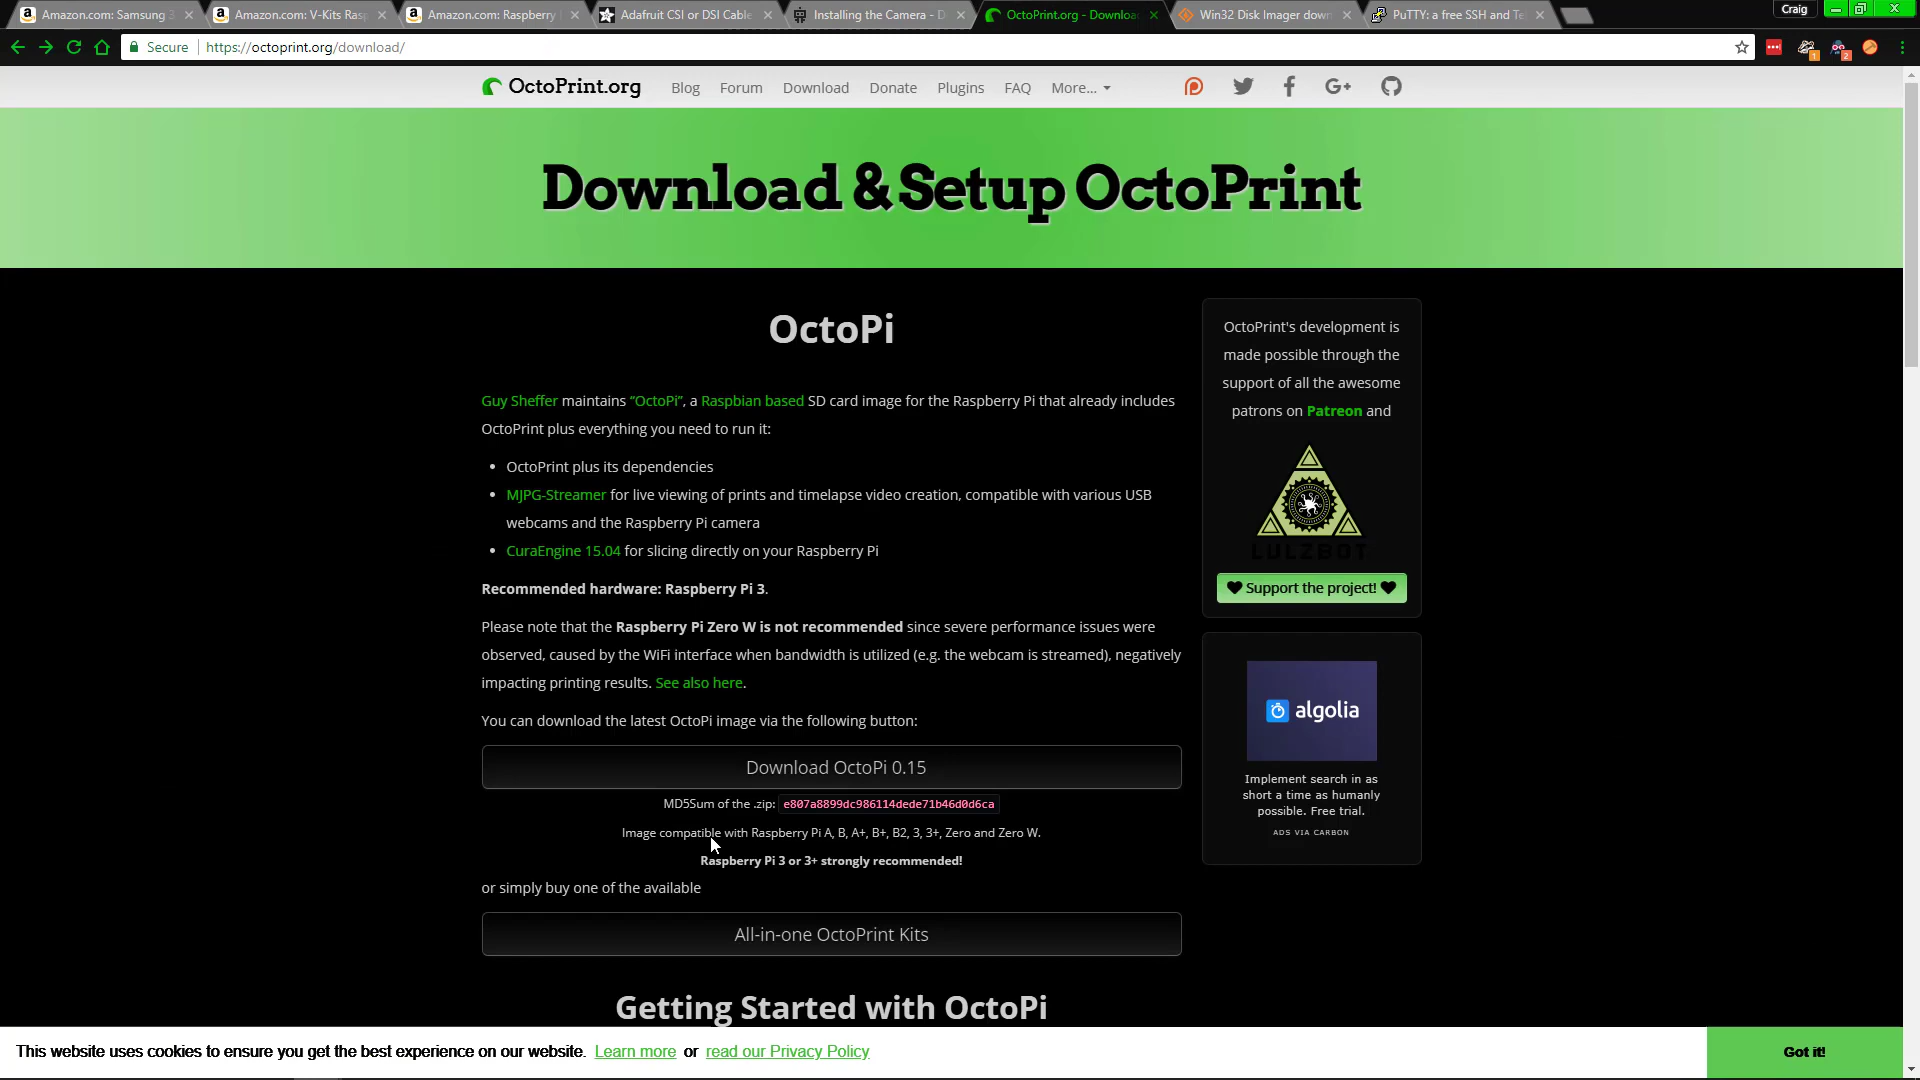 Amazon.com: Samsung 3
Amazon.com: V-Kits Rasp
Amazon.com: Raspberry
Adafruit CSI or DSI Cable
Installing the Camera - D
OctoPrint.org - Download
Win32 Disk Imager down
PuTTY: a free SSH and Te
Craig
Secure
https://octoprint.org/download/
1
2
OctoPrint.org
Blog
Forum
Download
Donate
Plugins
FAQ
More...
G+
Download & Setup OctoPrint
OctoPi
Guy Sheffer maintains “OctoPi”, a Raspbian based SD card image for the Raspberry Pi that already includes
OctoPrint plus everything you need to run it:
• OctoPrint plus its dependencies
• MJPG-Streamer for live viewing of prints and timelapse video creation, compatible with various USB
webcams and the Raspberry Pi camera
• CuraEngine 15.04 for slicing directly on your Raspberry Pi
Recommended hardware: Raspberry Pi 3.
Please note that the Raspberry Pi Zero W is not recommended since severe performance issues were
observed, caused by the WiFi interface when bandwidth is utilized (e.g. the webcam is streamed), negatively
impacting printing results. See also here.
You can download the latest OctoPi image via the following button:
Download OctoPi 0.15
MD5Sum of the .zip: e807a8899dc986114dede71b46d0d6ca
Image compatible with Raspberry Pi A, B, A+, B+, B2, 3, 3+, Zero and Zero W.
Raspberry Pi 3 or 3+ strongly recommended!
or simply buy one of the available
All-in-one OctoPrint Kits
Getting Started with OctoPi
OctoPrint's development is
made possible through the
support of all the awesome
patrons on Patreon and
LULZBOT
Support the project!
algolia
Implement search in as
short a time as humanly
possible. Free trial.
ADS VIA CARBON
This website uses cookies to ensure you get the best experience on our website. Learn more or read our Privacy Policy
Got it!